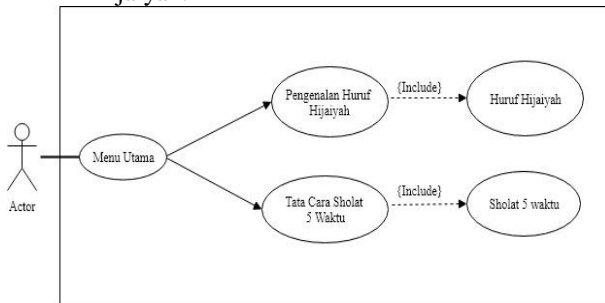 Pengenalan Huruf
Hijaiyah
{Include}
Huruf Hijaiyah
Menu Utama
Actor
Tata Cara Sholat
5 Waktu
{Include}
Sholat 5 waktu